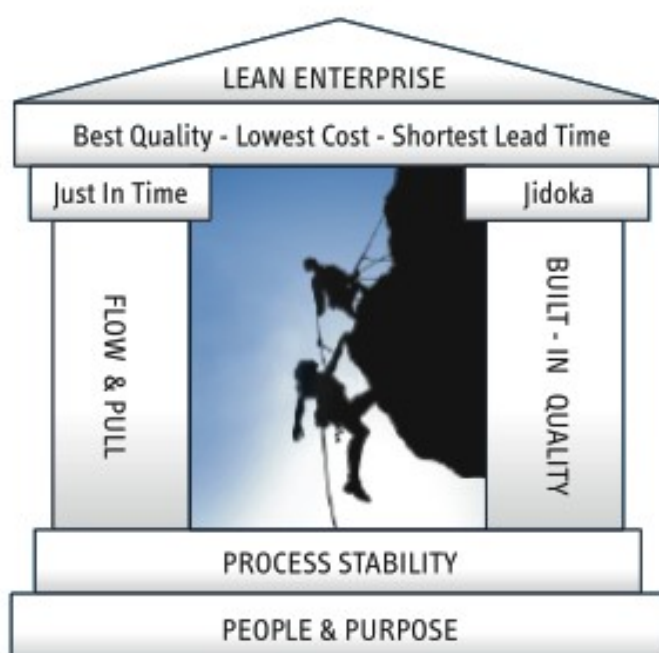 LEAN ENTERPRISE
Best Quality - Lowest Cost - Shortest Lead Time
Just In Time
Jidoka
FLOW & PULL
BUILT - IN QUALITY
PROCESS STABILITY
PEOPLE & PURPOSE